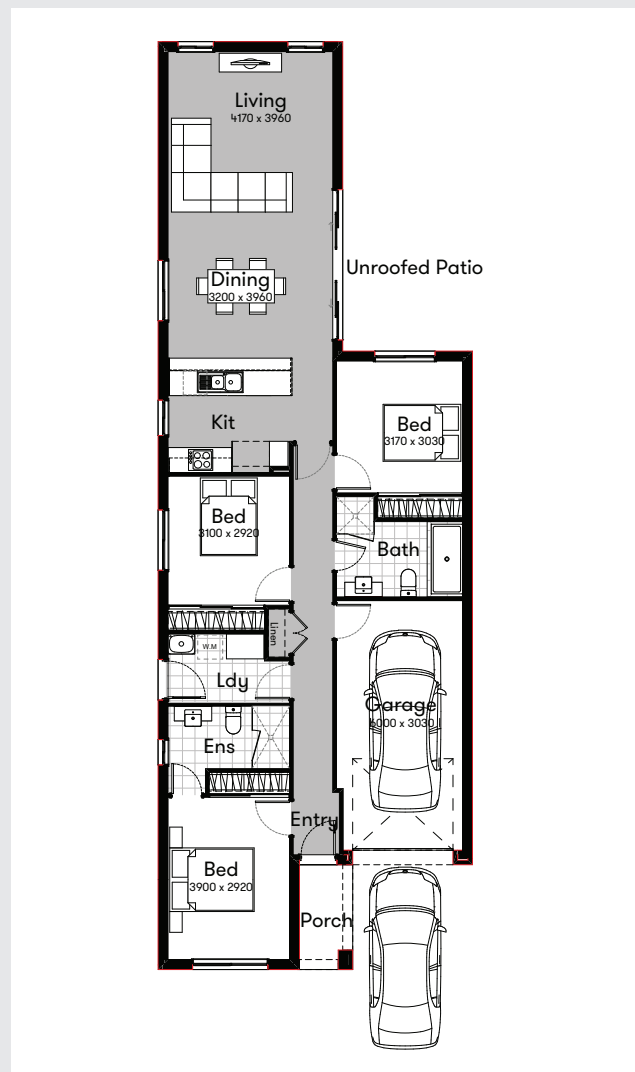 Living
4170 x 3960
Unroofed Patio
Dining
3200 x 3960
Kit
Bed
3170 x 3030
Bed
3100 x 2920
Bath
Linen
W.M
Ldy
Garage
6000 x 3030
Ens
Entry
Bed
3900 x 2920
Porch